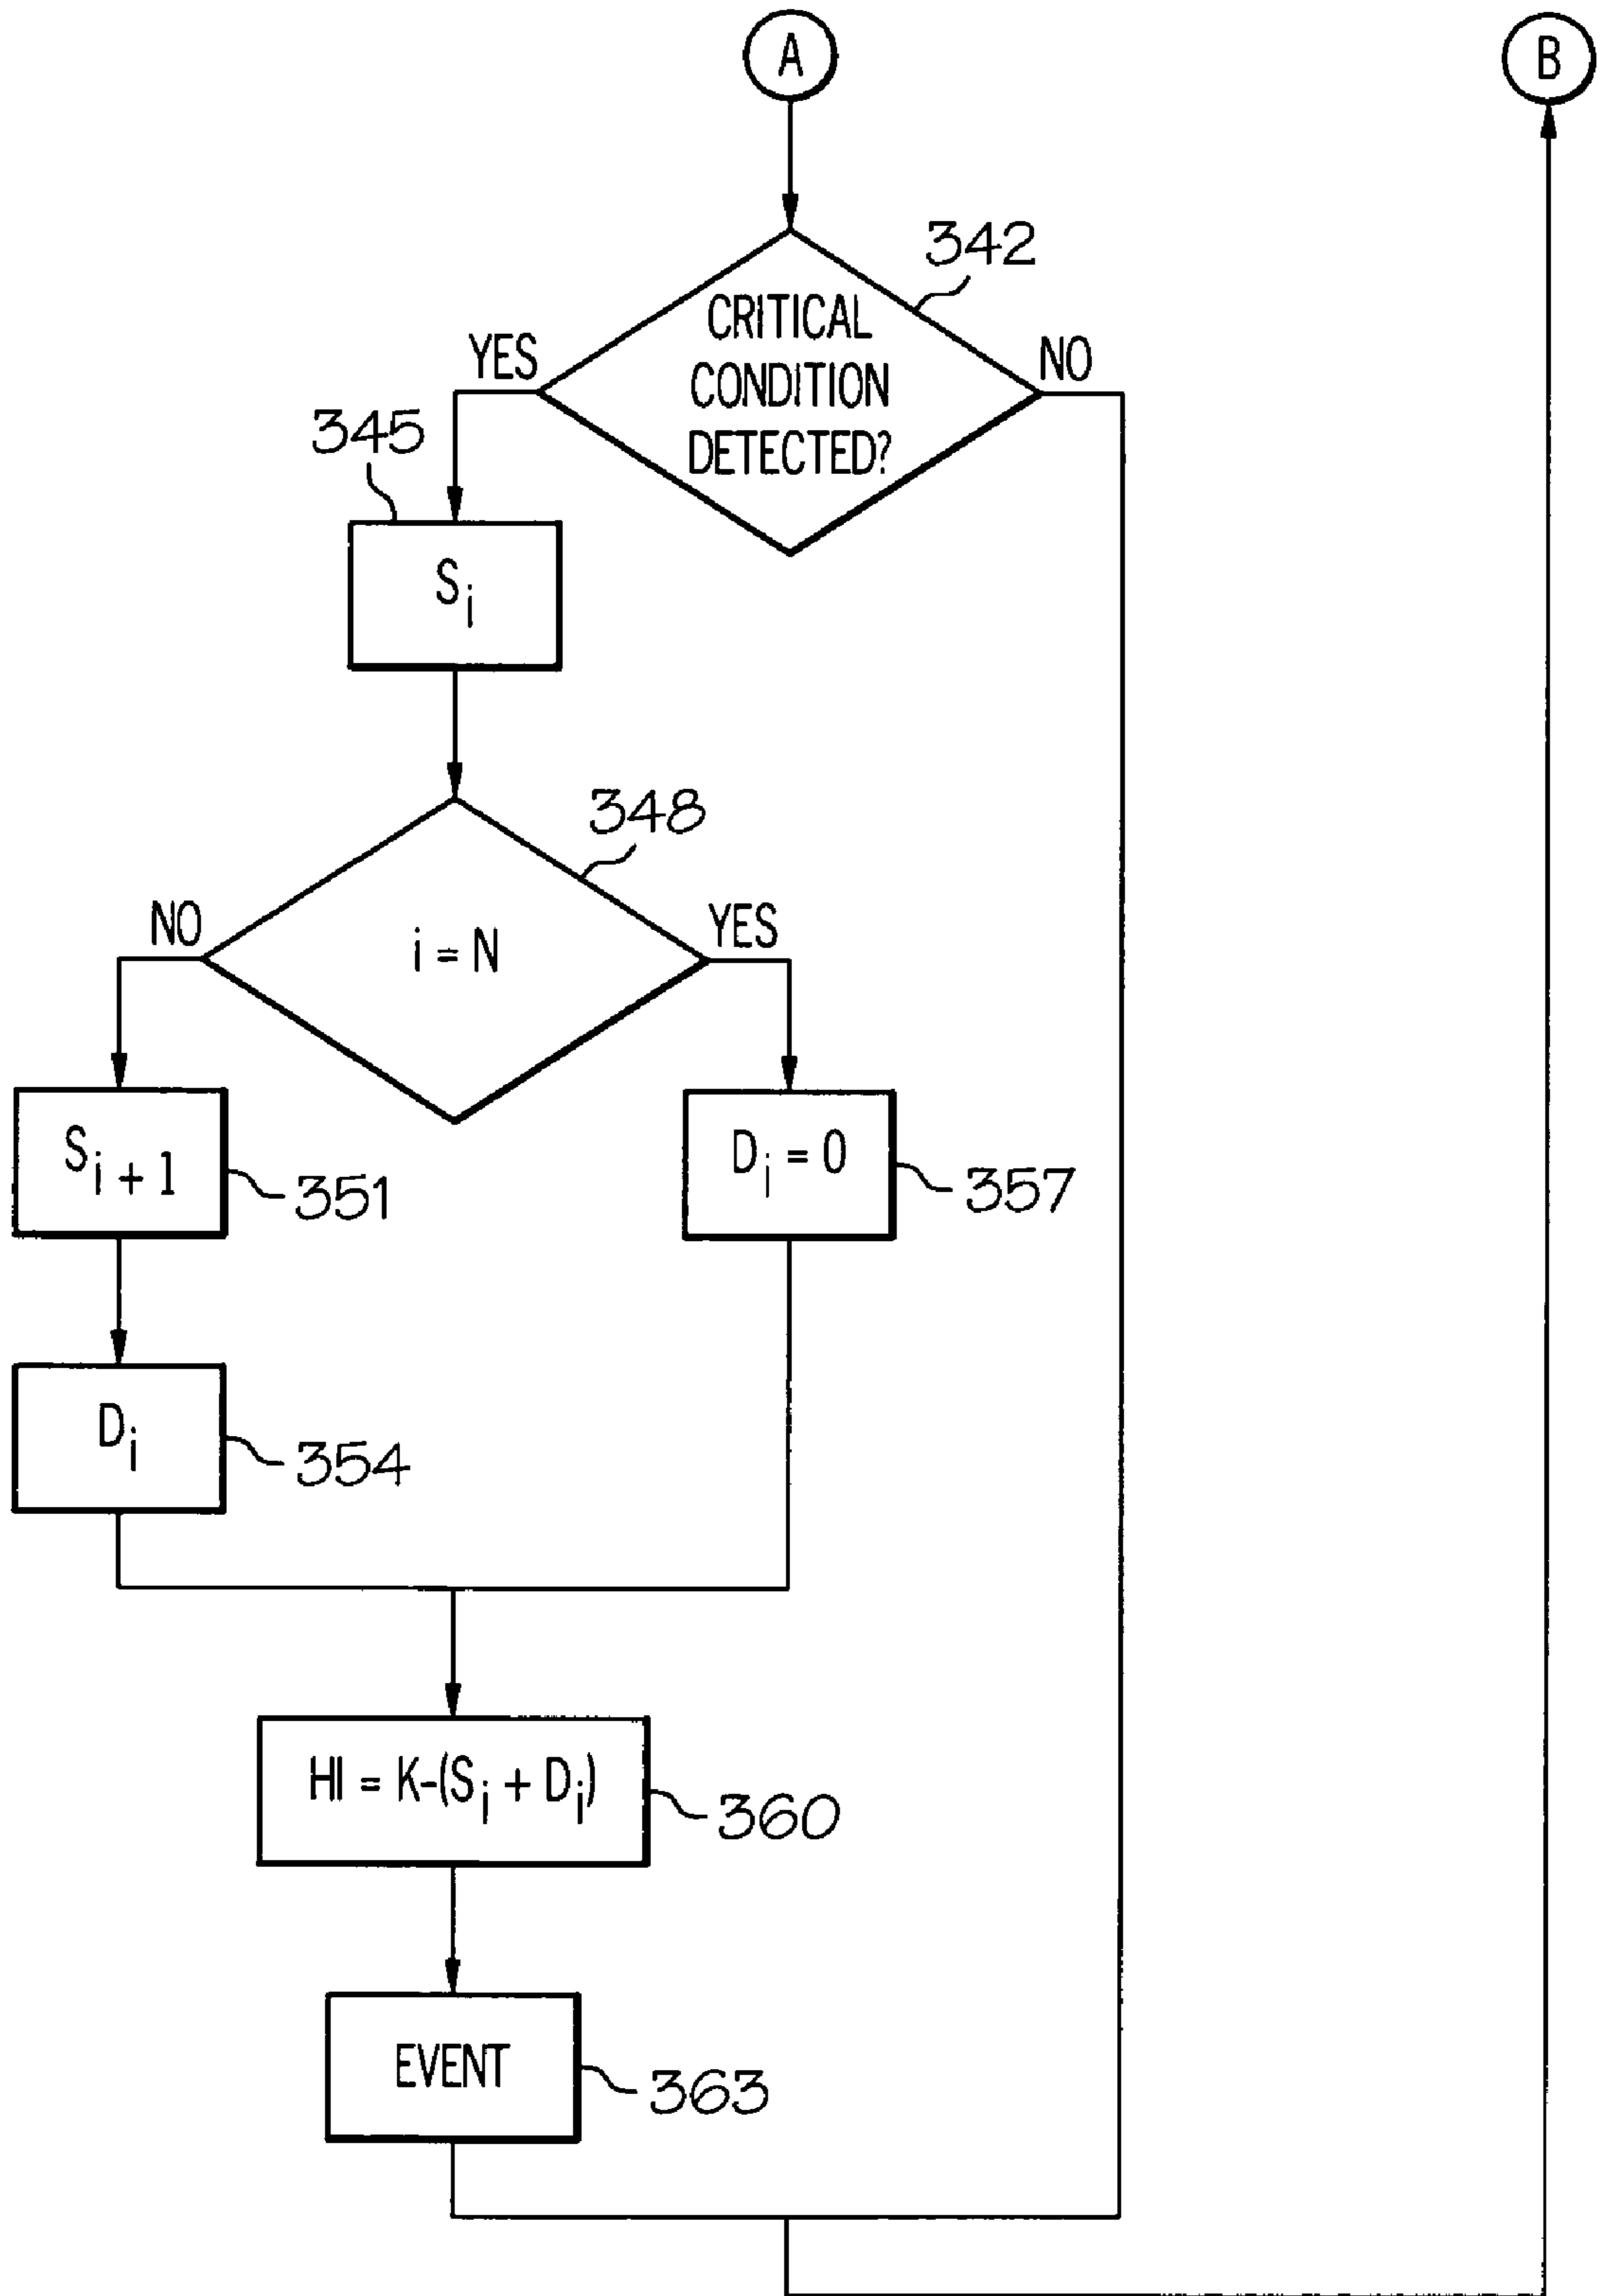 A
B
342
CRITICAL
CONDITION
DETECTED?
YES
NO
345
Si
348
i = N
NO
YES
Si + 1
351
Di = 0
357
Di
354
HI = K-(Si + Di)
360
EVENT
363